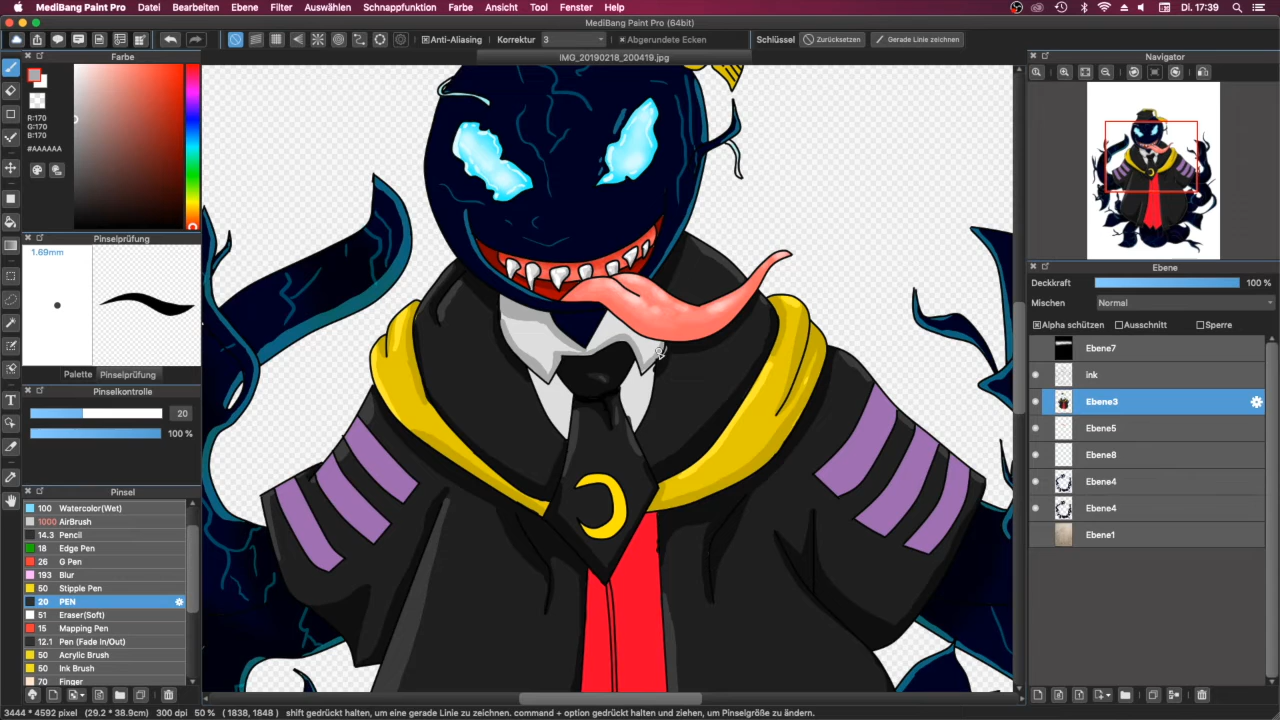 MediBang Paint Pro Datei Bearbeiten Ebene Filter Auswählen Schnappfunktion Farbe Ansicht Tool Fenster Help Di. 17:39
MediBang Paint Pro (64bit)
Anti-Aliasing Korrektur 3 Abgerundete Ecken Schlüssel Zurücksetzen Gerade Linie zeichnen
Farbe
IMG_20190218_200419.jpg
Navigator
R:170
G:170
B:170
#AAAAAA
Pinselprüfung
1.69mm
Palette Pinselprüfung
Pinselkontrolle
20
100 %
Pinsel
100 Watercolor(Wet)
1000 AirBrush
14.3 Pencil
18 Edge Pen
26 G Pen
193 Blur
50 Stipple Pen
20 PEN
51 Eraser(Soft)
15 Mapping Pen
12.1 Pen (Fade In/Out)
50 Acrylic Brush
50 Ink Brush
70 Finger
Ebene
Deckkraft 100 %
Mischen Normal
Alpha schützen Ausschnitt Sperre
Ebene7
ink
Ebene3
Ebene5
Ebene8
Ebene4
Ebene4
Ebene1
3444 * 4592 pixel (29.2 * 38.9cm) 300 dpi 50 % ( 1838, 1848 ) shift gedrückt halten, um eine gerade Linie zu zeichnen. command + option gedrückt halten und ziehen, um Pinselgröße zu ändern.